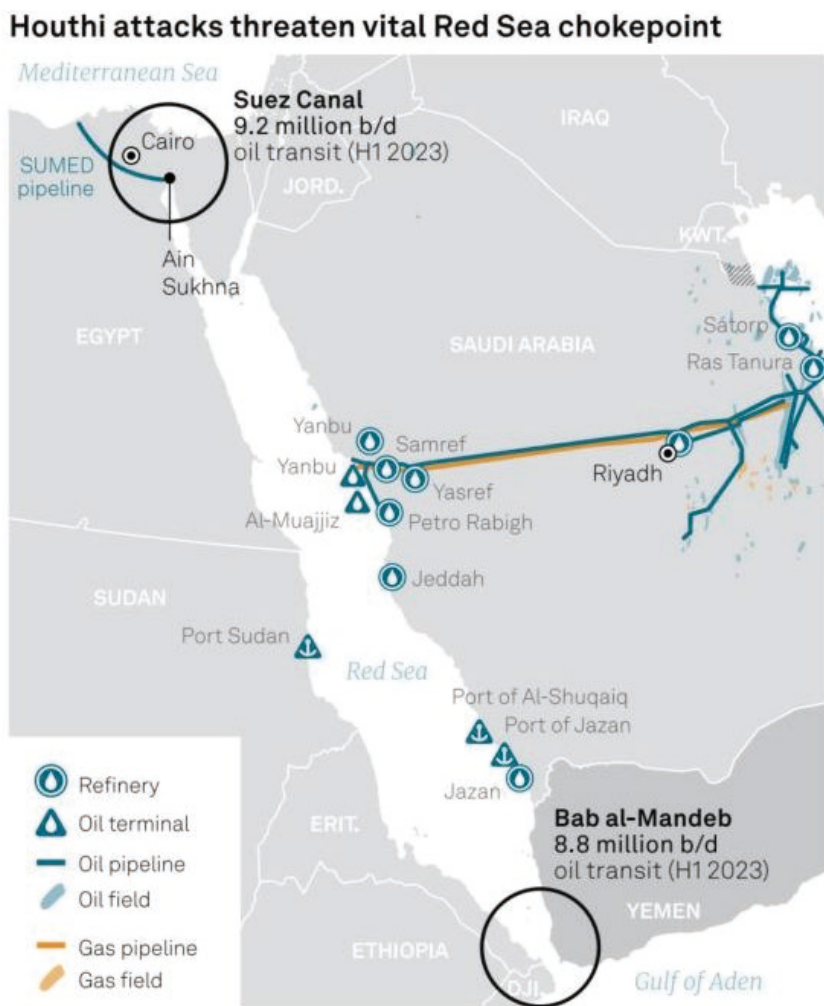 Houthi attacks threaten vital Red Sea chokepoint
Mediterranean Sea
Suez Canal
9.2 million b/d
oil transit (H1 2023)
Cairo
SUMED
pipeline
Ain
Sukhna
JORD.
IRAQ
KWT.
EGYPT
SAUDI ARABIA
Satorp
Ras Tanura
Yanbu
Samref
Yanbu
Yasref
Riyadh
Al-Muajjiz
Petro Rabigh
Jeddah
SUDAN
Port Sudan
Red Sea
Port of Al-Shuqaiq
Port of Jazan
Jazan
Refinery
Oil terminal
Oil pipeline
Oil field
Gas pipeline
Gas field
ERIT.
Bab al-Mandeb
8.8 million b/d
oil transit (H1 2023)
YEMEN
ETHIOPIA
DJI.
Gulf of Aden